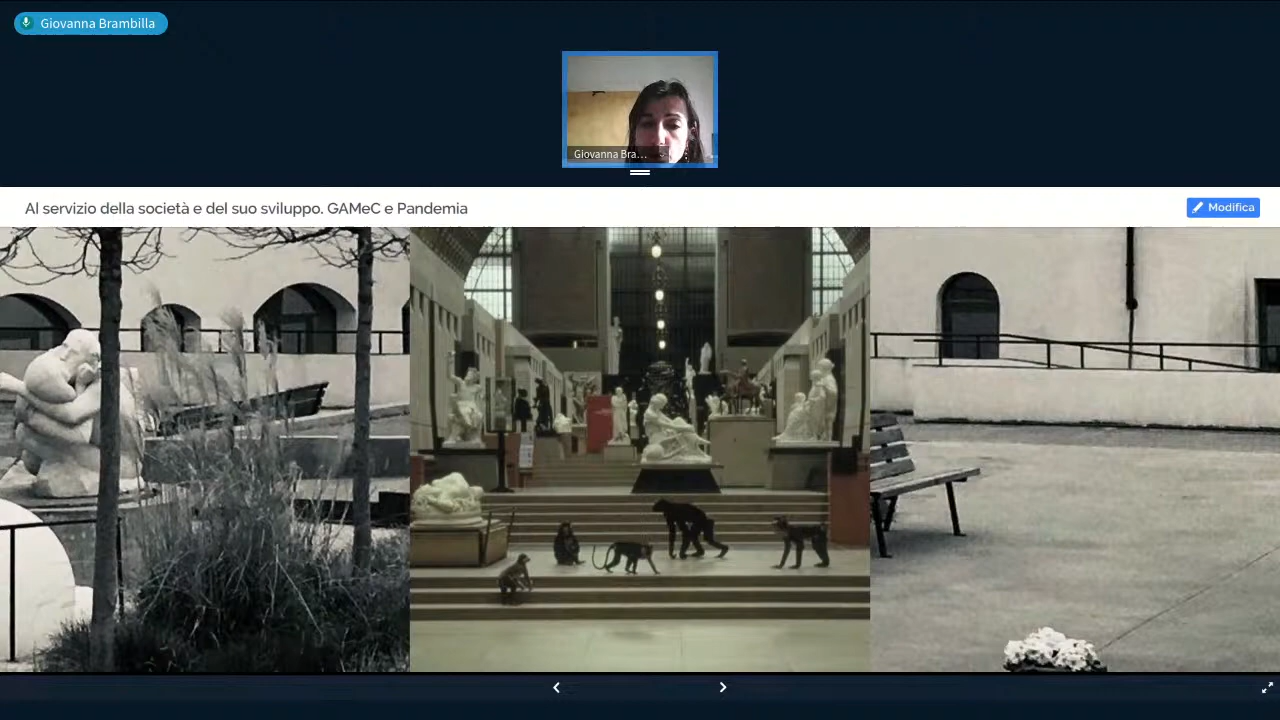 Giovanna Brambilla
Giovanna Bra...
Al servizio della società e del suo sviluppo. GAMeC e Pandemia
Modifica